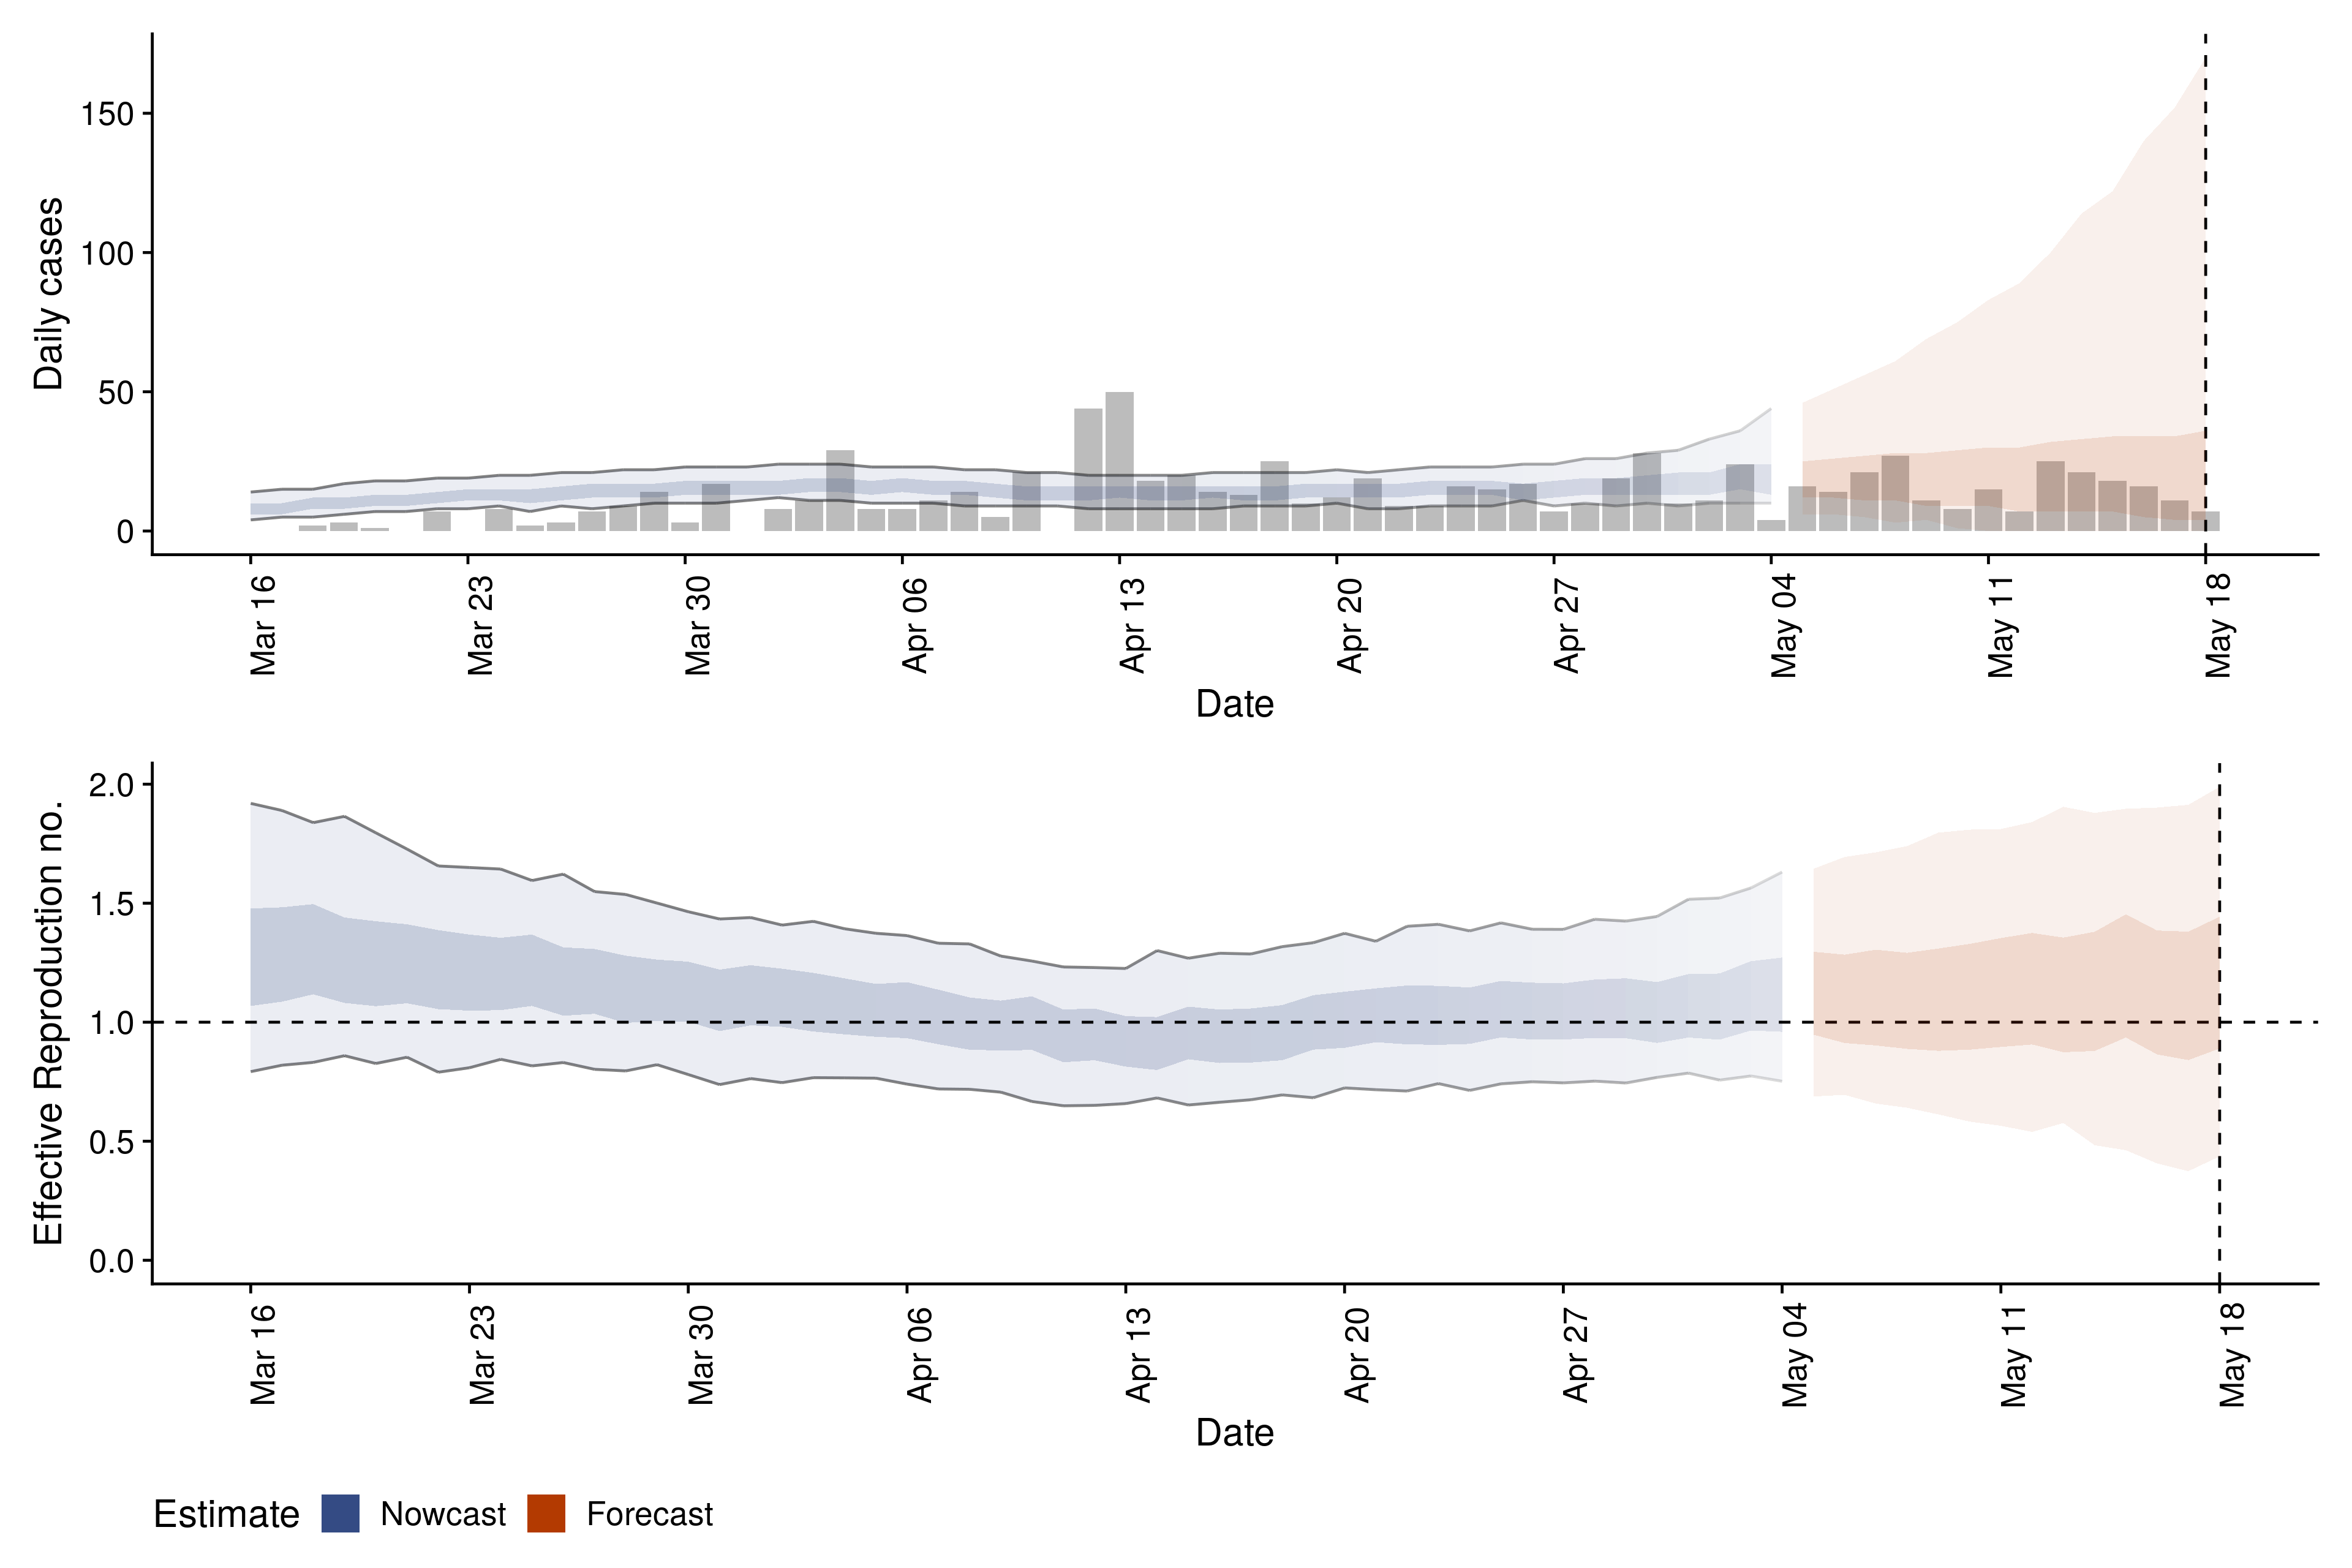 Daily cases
150
100
50
0
Mar 16
Mar 23
Mar 30
Apr 06
Apr 13
Apr 20
Apr 27
May 04
May 11
May 18
Date
Effective Reproduction no.
2.0
1.5
1.0
0.5
0.0
Mar 16
Mar 23
Mar 30
Apr 06
Apr 13
Apr 20
Apr 27
May 04
May 11
May 18
Date
Estimate Nowcast Forecast